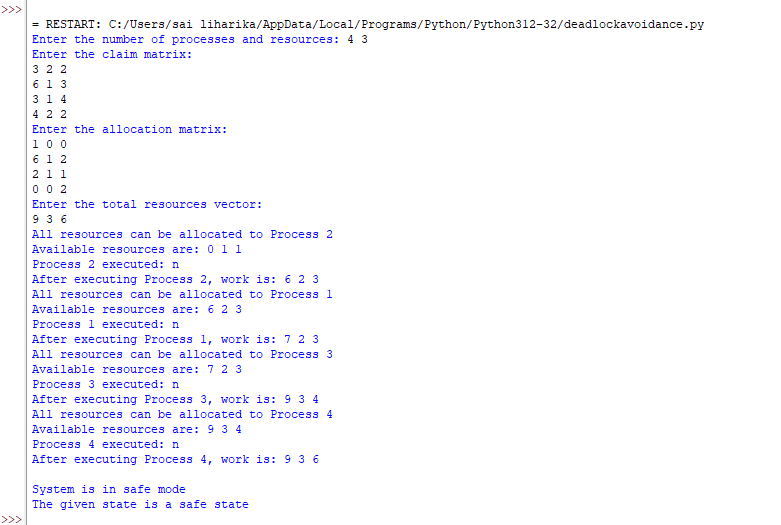 >>>
= RESTART: C:/Users/sai liharika/AppData/Local/Programs/Python/Python312-32/deadlockavoidance.py
Enter the number of processes and resources: 4 3
Enter the claim matrix:
3 2 2
6 1 3
3 1 4
4 2 2
Enter the allocation matrix:
1 0 0
6 1 2
2 1 1
0 0 2
Enter the total resources vector:
9 3 6
All resources can be allocated to Process 2
Available resources are: 0 1 1
Process 2 executed: n
After executing Process 2, work is: 6 2 3
All resources can be allocated to Process 1
Available resources are: 6 2 3
Process 1 executed: n
After executing Process 1, work is: 7 2 3
All resources can be allocated to Process 3
Available resources are: 7 2 3
Process 3 executed: n
After executing Process 3, work is: 9 3 4
All resources can be allocated to Process 4
Available resources are: 9 3 4
Process 4 executed: n
After executing Process 4, work is: 9 3 6
System is in safe mode
The given state is a safe state
>>>